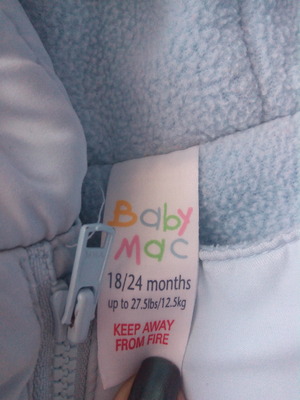 Baby
Mac
18/24 months
up to 27.5lbs/12.5kg
KEEP AWAY
FROM FIRE